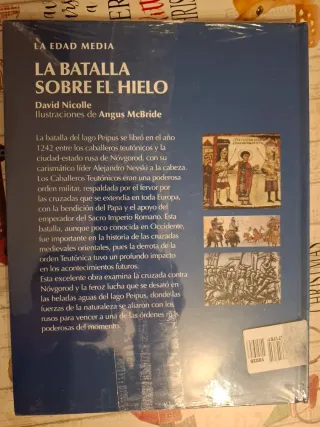 LA EDAD MEDIA
LA BATALLA
SOBRE EL HIELO
David Nicolle
Ilustraciones de Angus McBride
La batalla del lago Peipus se libró en el año
1242 entre los caballeros teutónicos y la
ciudad-estado rusa de Nóvgorod, con su
carismático líder Alejandro Nevski a la cabeza.
Los Caballeros Teutónicos eran una poderosa
orden militar, respaldada por el fervor por
las cruzadas que se extendía en toda Europa,
con la bendición del Papa y el apoyo del
emperador del Sacro Imperio Romano. Esta
batalla, aunque poco conocida en Occidente,
fue importante en la historia de las cruzadas
medievales orientales, pues la derrota de la
orden Teutónica tuvo un profundo impacto
en los acontecimientos futuros.
Esta excelente obra examina la cruzada contra
Nóvgorod y la feroz lucha que se desató en
las heladas aguas del lago Peipus, donde las
fuerzas de la naturaleza se aliaron con los
rusos para vencer a una de las órdenes más
poderosas del momento.